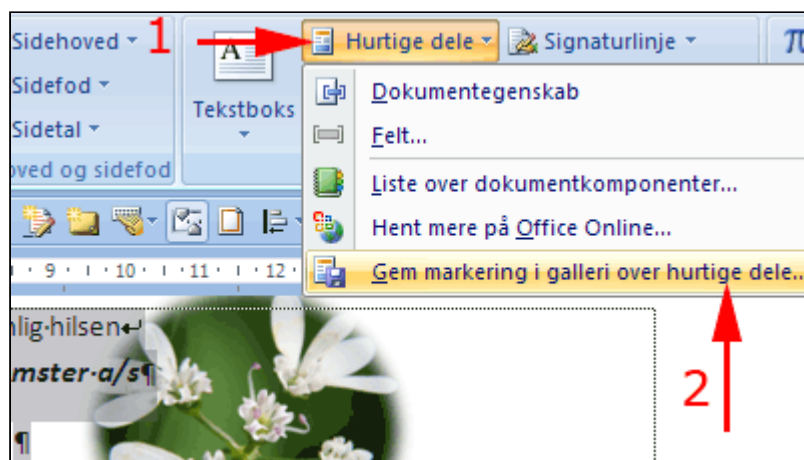 Sidehoved
1
Hurtige dele
Signaturlinje
π
Sidefod
Sidetal
A
Tekstboks
oved og sidefod
Dokumentegenskab
Felt...
Liste over dokumentkomponenter...
Hent mere på Office Online...
Gem markering i galleri over hurtige dele...
· 9 · ı · 10 · ı · 11 · ı · 12 ·
nlig·hilsen↵
mster·a/s¶
¶
2